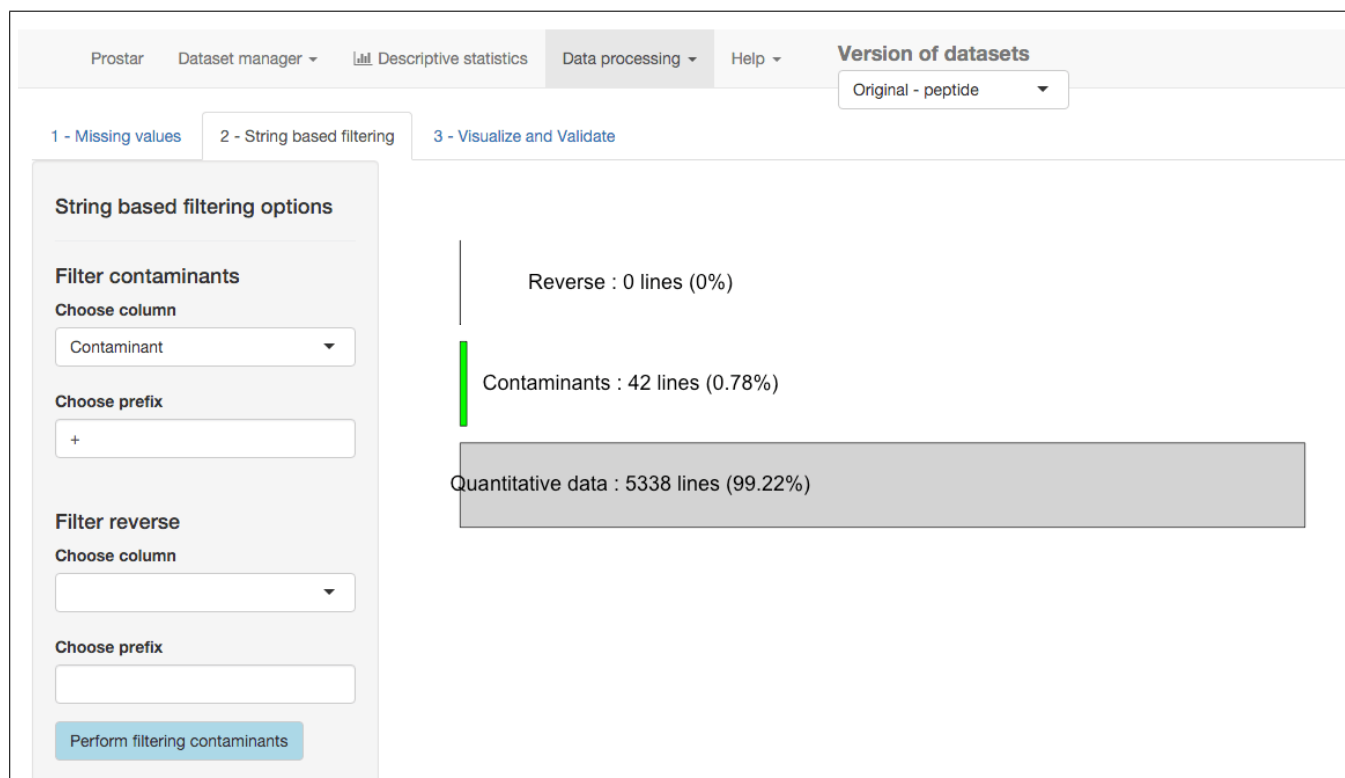 Prostar Dataset manager Descriptive statistics Data processing Help Version of datasets
Original - peptide
1 - Missing values 2 - String based filtering 3 - Visualize and Validate
String based filtering options
Filter contaminants
Choose column
Contaminant
Choose prefix
+
Filter reverse
Choose column
Choose prefix
Perform filtering contaminants
Reverse : 0 lines (0%)
Contaminants : 42 lines (0.78%)
Quantitative data : 5338 lines (99.22%)